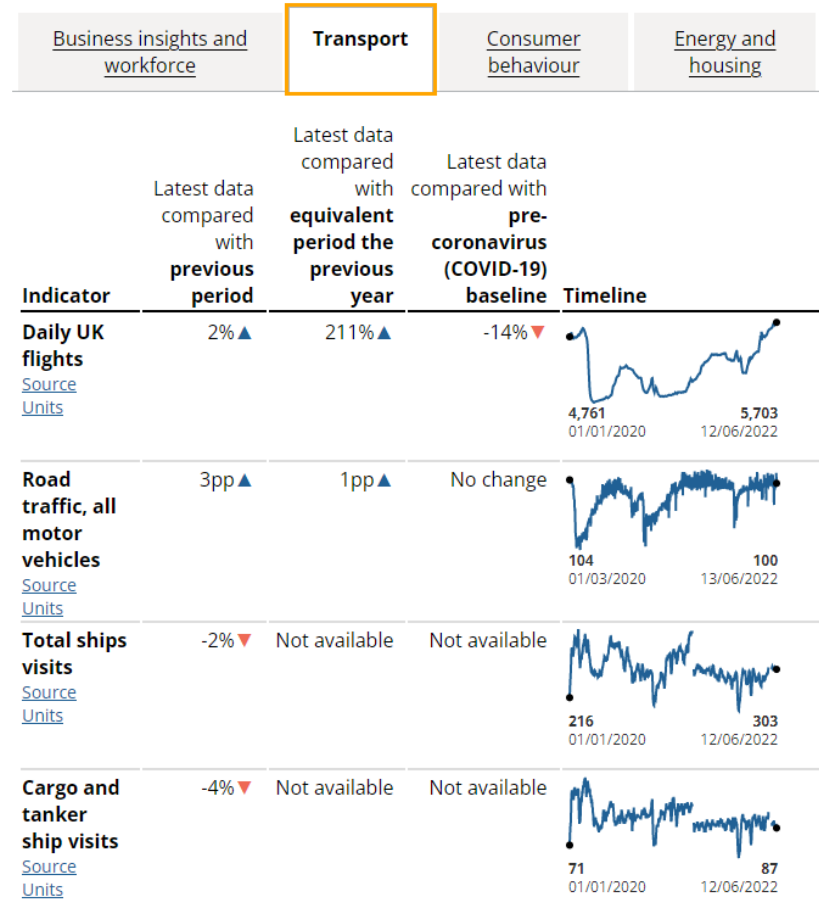 Business insights and
workforce
Transport
Consumer
behaviour
Energy and
housing
Indicator
Latest data
compared
with
previous
period
Latest data
compared
with
equivalent
period the
previous
year
Latest data
compared with
pre-
coronavirus
(COVID-19)
baseline
Timeline
Daily UK
flights
Source
Units
2%▲
211%▲
-14%▼
4,761
01/01/2020
5,703
12/06/2022
Road
traffic, all
motor
vehicles
Source
Units
3pp▲
1pp▲
No change
104
01/03/2020
100
13/06/2022
Total ships
visits
Source
Units
-2%▼
Not available
Not available
216
01/01/2020
303
12/06/2022
Cargo and
tanker
ship visits
Source
Units
-4%▼
Not available
Not available
71
01/01/2020
87
12/06/2022